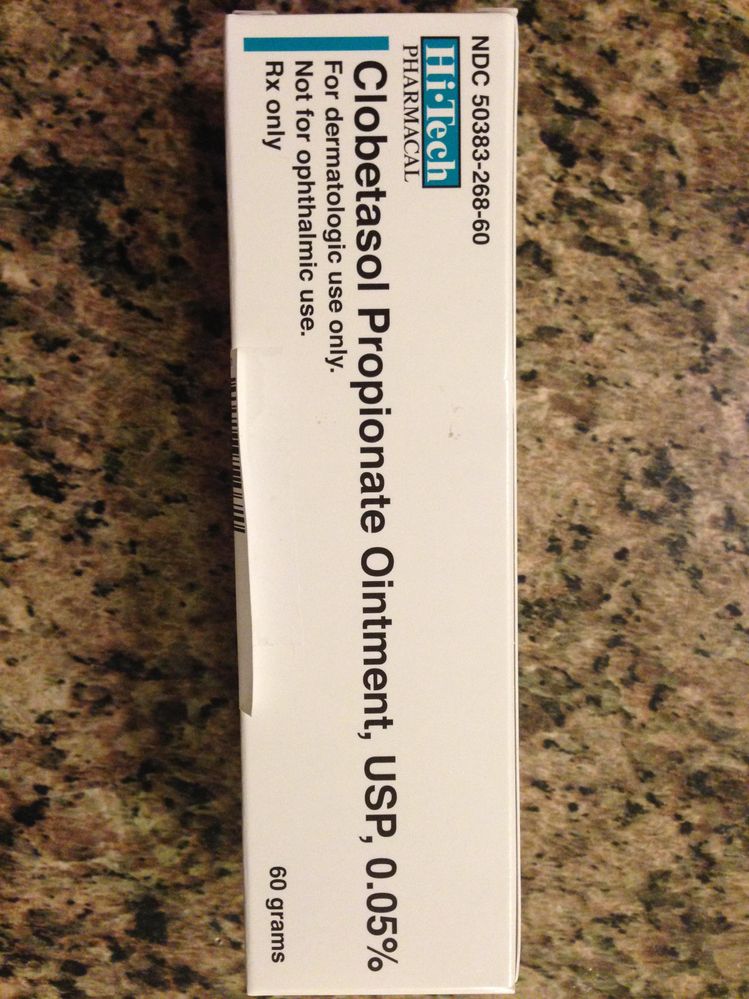 NDC 50383-268-60
Hi·Tech
PHARMACAL
Clobetasol Propionate Ointment, USP, 0.05%
For dermatologic use only.
Not for ophthalmic use.
Rx only
60 grams